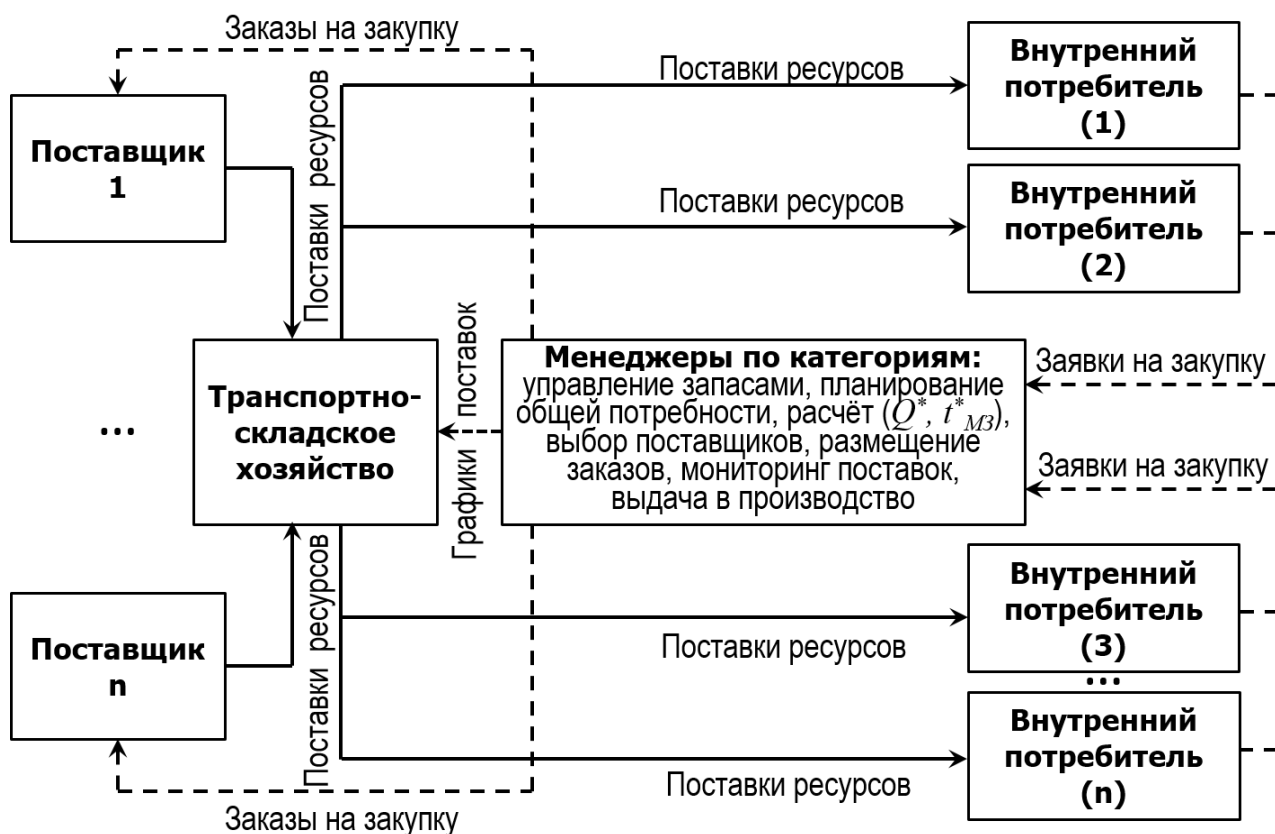 Заказы на закупку
Поставщик
1
Поставки ресурсов
Поставки ресурсов
Внутренний
потребитель
(1)
Поставки ресурсов
Внутренний
потребитель
(2)
...
Транспортно-
складское
хозяйство
Графики поставок
Менеджеры по категориям:
управление запасами, планирование
общей потребности, расчёт (Q*, t*МЗ),
выбор поставщиков, размещение
заказов, мониторинг поставок,
выдача в производство
Заявки на закупку
Заявки на закупку
Поставщик
n
Поставки ресурсов
Поставки ресурсов
Внутренний
потребитель
(3)
...
Поставки ресурсов
Внутренний
потребитель
(n)
Заказы на закупку